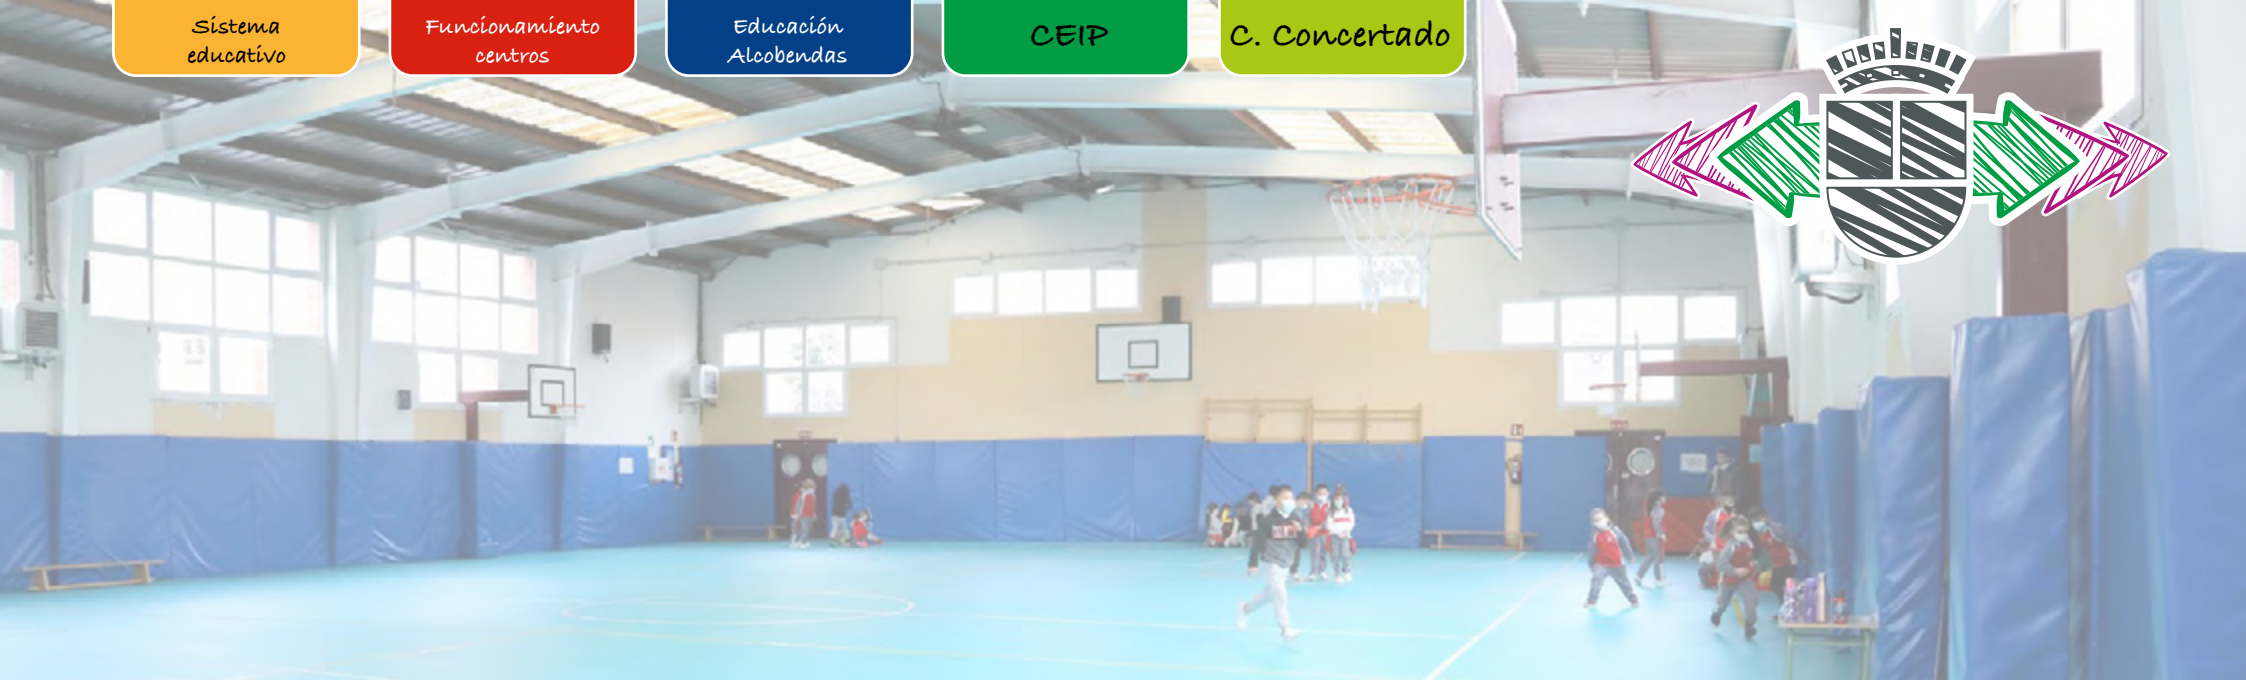 Sistema
educativo
Funcionamiento
centros
Educación
Alcobendas
CEIP
C. Concertado